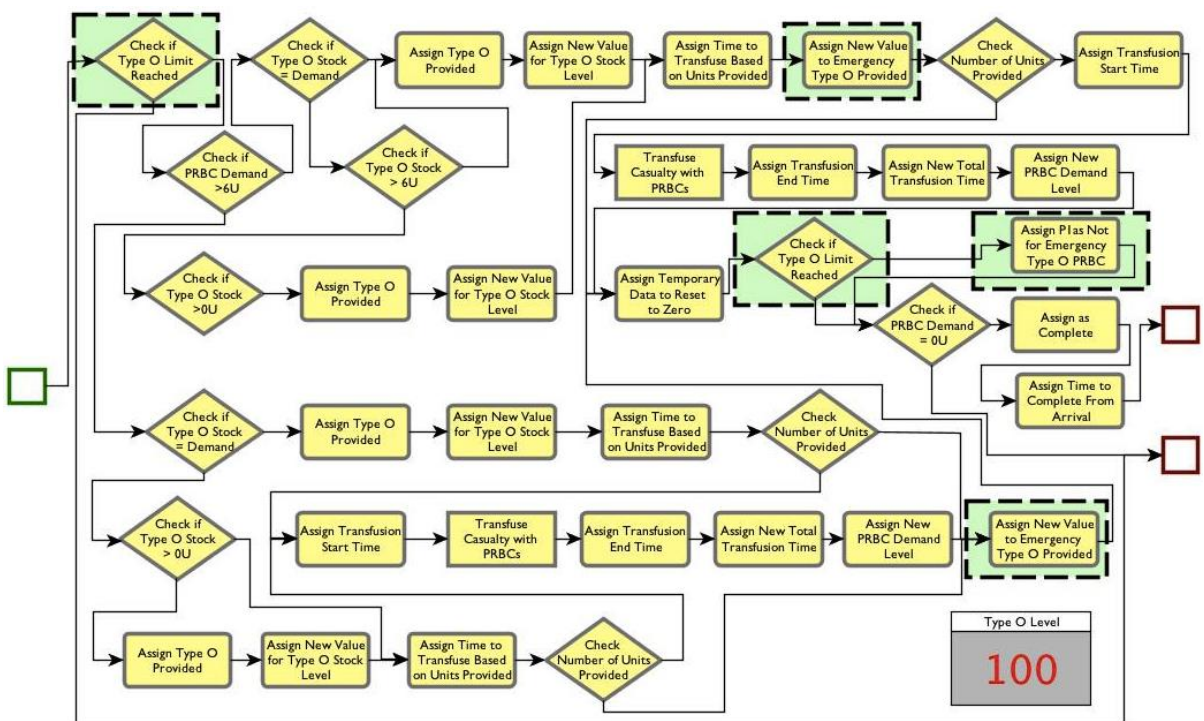 Check if
Type O Limit
Reached
Check if
Type O Stock
= Demand
Assign Type O
Provided
Assign New Value
for Type O Stock
Level
Assign Time to
Transfuse Based
on Units Provided
Assign New Value
to Emergency
Type O Provided
Check
Number of Units
Provided
Assign Transfusion
Start Time
Check if
PRBC Demand
>6U
Check if
Type O Stock
> 6U
Transfuse
Casualty with
PRBCs
Assign Transfusion
End Time
Assign New Total
Transfusion Time
Assign New
PRBC Demand
Level
Check if
Type O Stock
>0U
Assign Type O
Provided
Assign New Value
for Type O Stock
Level
Assign Temporary
Data to Reset
to Zero
Check if
Type O Limit
Reached
Assign P1as Not
for Emergency
Type O PRBC
Check if
PRBC Demand
= 0U
Assign as
Complete
Assign Time to
Complete From
Arrival
Check if
Type O Stock
= Demand
Assign Type O
Provided
Assign New Value
for Type O Stock
Level
Assign Time to
Transfuse Based
on Units Provided
Check
Number of Units
Provided
Check if
Type O Stock
> 0U
Assign Transfusion
Start Time
Transfuse
Casualty with
PRBCs
Assign Transfusion
End Time
Assign New Total
Transfusion Time
Assign New
PRBC Demand
Level
Assign New Value
to Emergency
Type O Provided
Assign Type O
Provided
Assign New Value
for Type O Stock
Level
Assign Time to
Transfuse Based
on Units Provided
Check
Number of Units
Provided
Type O Level
100